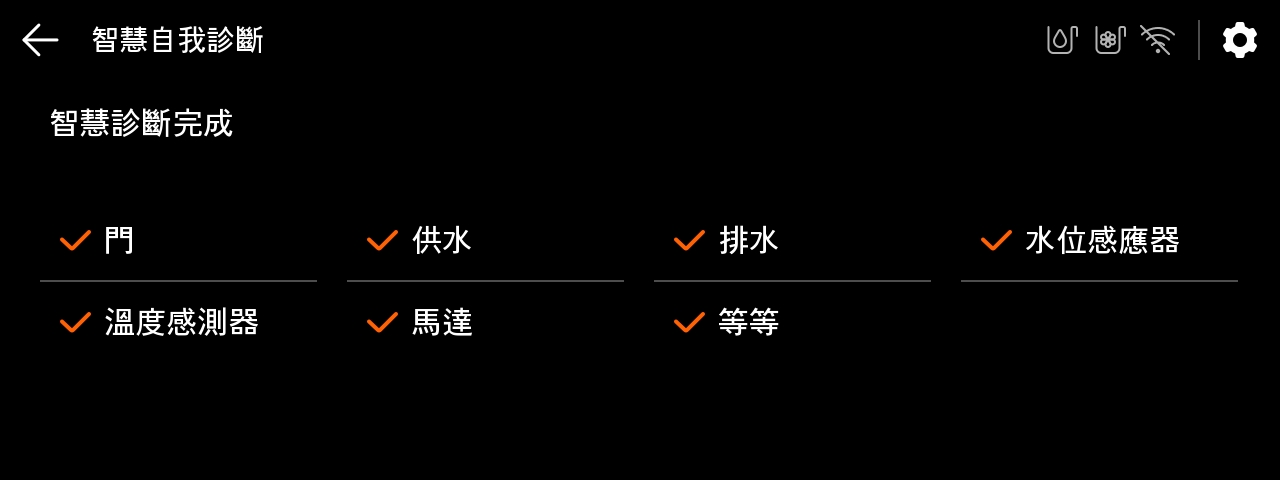 智慧自我診斷
智慧診斷完成
門
供水
排水
水位感應器
溫度感測器
馬達
等等